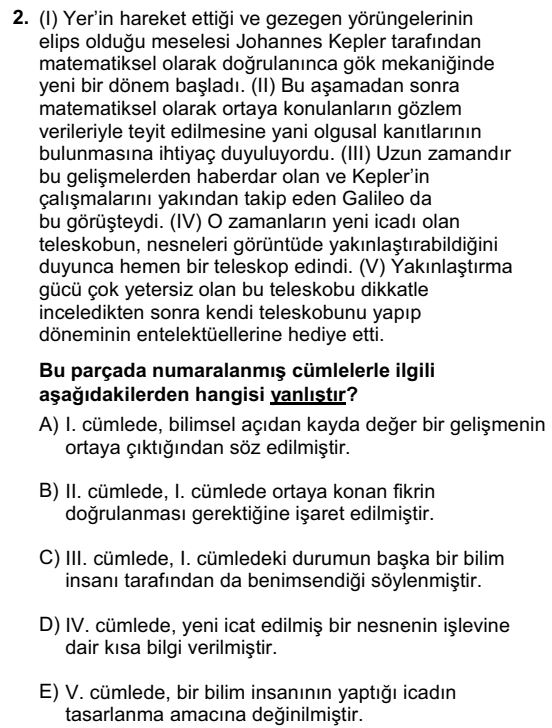 2. (I) Yer'in hareket ettiği ve gezegen yörüngelerinin
elips olduğu meselesi Johannes Kepler tarafından
matematiksel olarak doğrulanınca gök mekaniğinde
yeni bir dönem başladı. (II) Bu aşamadan sonra
matematiksel olarak ortaya konulanların gözlem
verileriyle teyit edilmesine yani olgusal kanıtlarının
bulunmasına ihtiyaç duyuluyordu. (III) Uzun zamandır
bu gelişmelerden haberdar olan ve Kepler'in
çalışmalarını yakından takip eden Galileo da
bu görüşteydi. (IV) O zamanların yeni icadı olan
teleskobun, nesneleri görüntüde yakınlaştırabildiğini
duyunca hemen bir teleskop edindi. (V) Yakınlaştırma
gücü çok yetersiz olan bu teleskobu dikkatle
inceledikten sonra kendi teleskobunu yapıp
döneminin entelektüellerine hediye etti.
Bu parçada numaralanmış cümlelerle ilgili
aşağıdakilerden hangisi yanlıştır?
A) I. cümlede, bilimsel açıdan kayda değer bir gelişmenin
ortaya çıktığından söz edilmiştir.
B) II. cümlede, I. cümlede ortaya konan fikrin
doğrulanması gerektiğine işaret edilmiştir.
C) III. cümlede, I. cümledeki durumun başka bir bilim
insanı tarafından da benimsendiği söylenmiştir.
D) IV. cümlede, yeni icat edilmiş bir nesnenin işlevine
dair kısa bilgi verilmiştir.
E) V. cümlede, bir bilim insanının yaptığı icadın
tasarlanma amacına değinilmiştir.